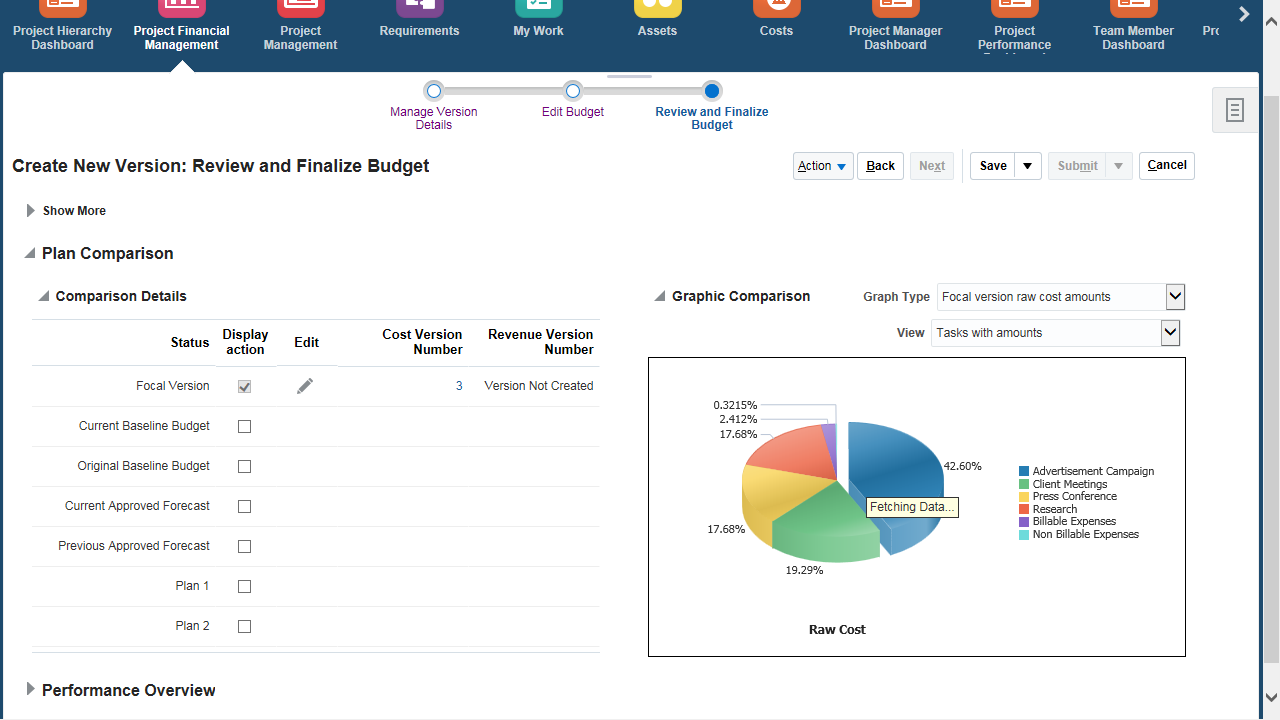 Project Hierarchy
Dashboard
Project Financial
Management
Project
Management
Requirements
My Work
Assets
Costs
Project Manager
Dashboard
Project
Performance
Team Member
Dashboard
Manage Version
Details
Edit Budget
Review and Finalize
Budget
Create New Version: Review and Finalize Budget
Action
Back
Next
Save
Submit
Cancel
Show More
Plan Comparison
Comparison Details
Status
Display
action
Edit
Cost Version
Number
Revenue Version
Number
Focal Version
3
Version Not Created
Current Baseline Budget
Original Baseline Budget
Current Approved Forecast
Previous Approved Forecast
Plan 1
Plan 2
Graphic Comparison
Graph Type
Focal version raw cost amounts
View
Tasks with amounts
0.3215%
2.412%
17.68%
42.60%
17.68%
19.29%
Fetching Data...
Advertisement Campaign
Client Meetings
Press Conference
Research
Billable Expenses
Non Billable Expenses
Raw Cost
Performance Overview